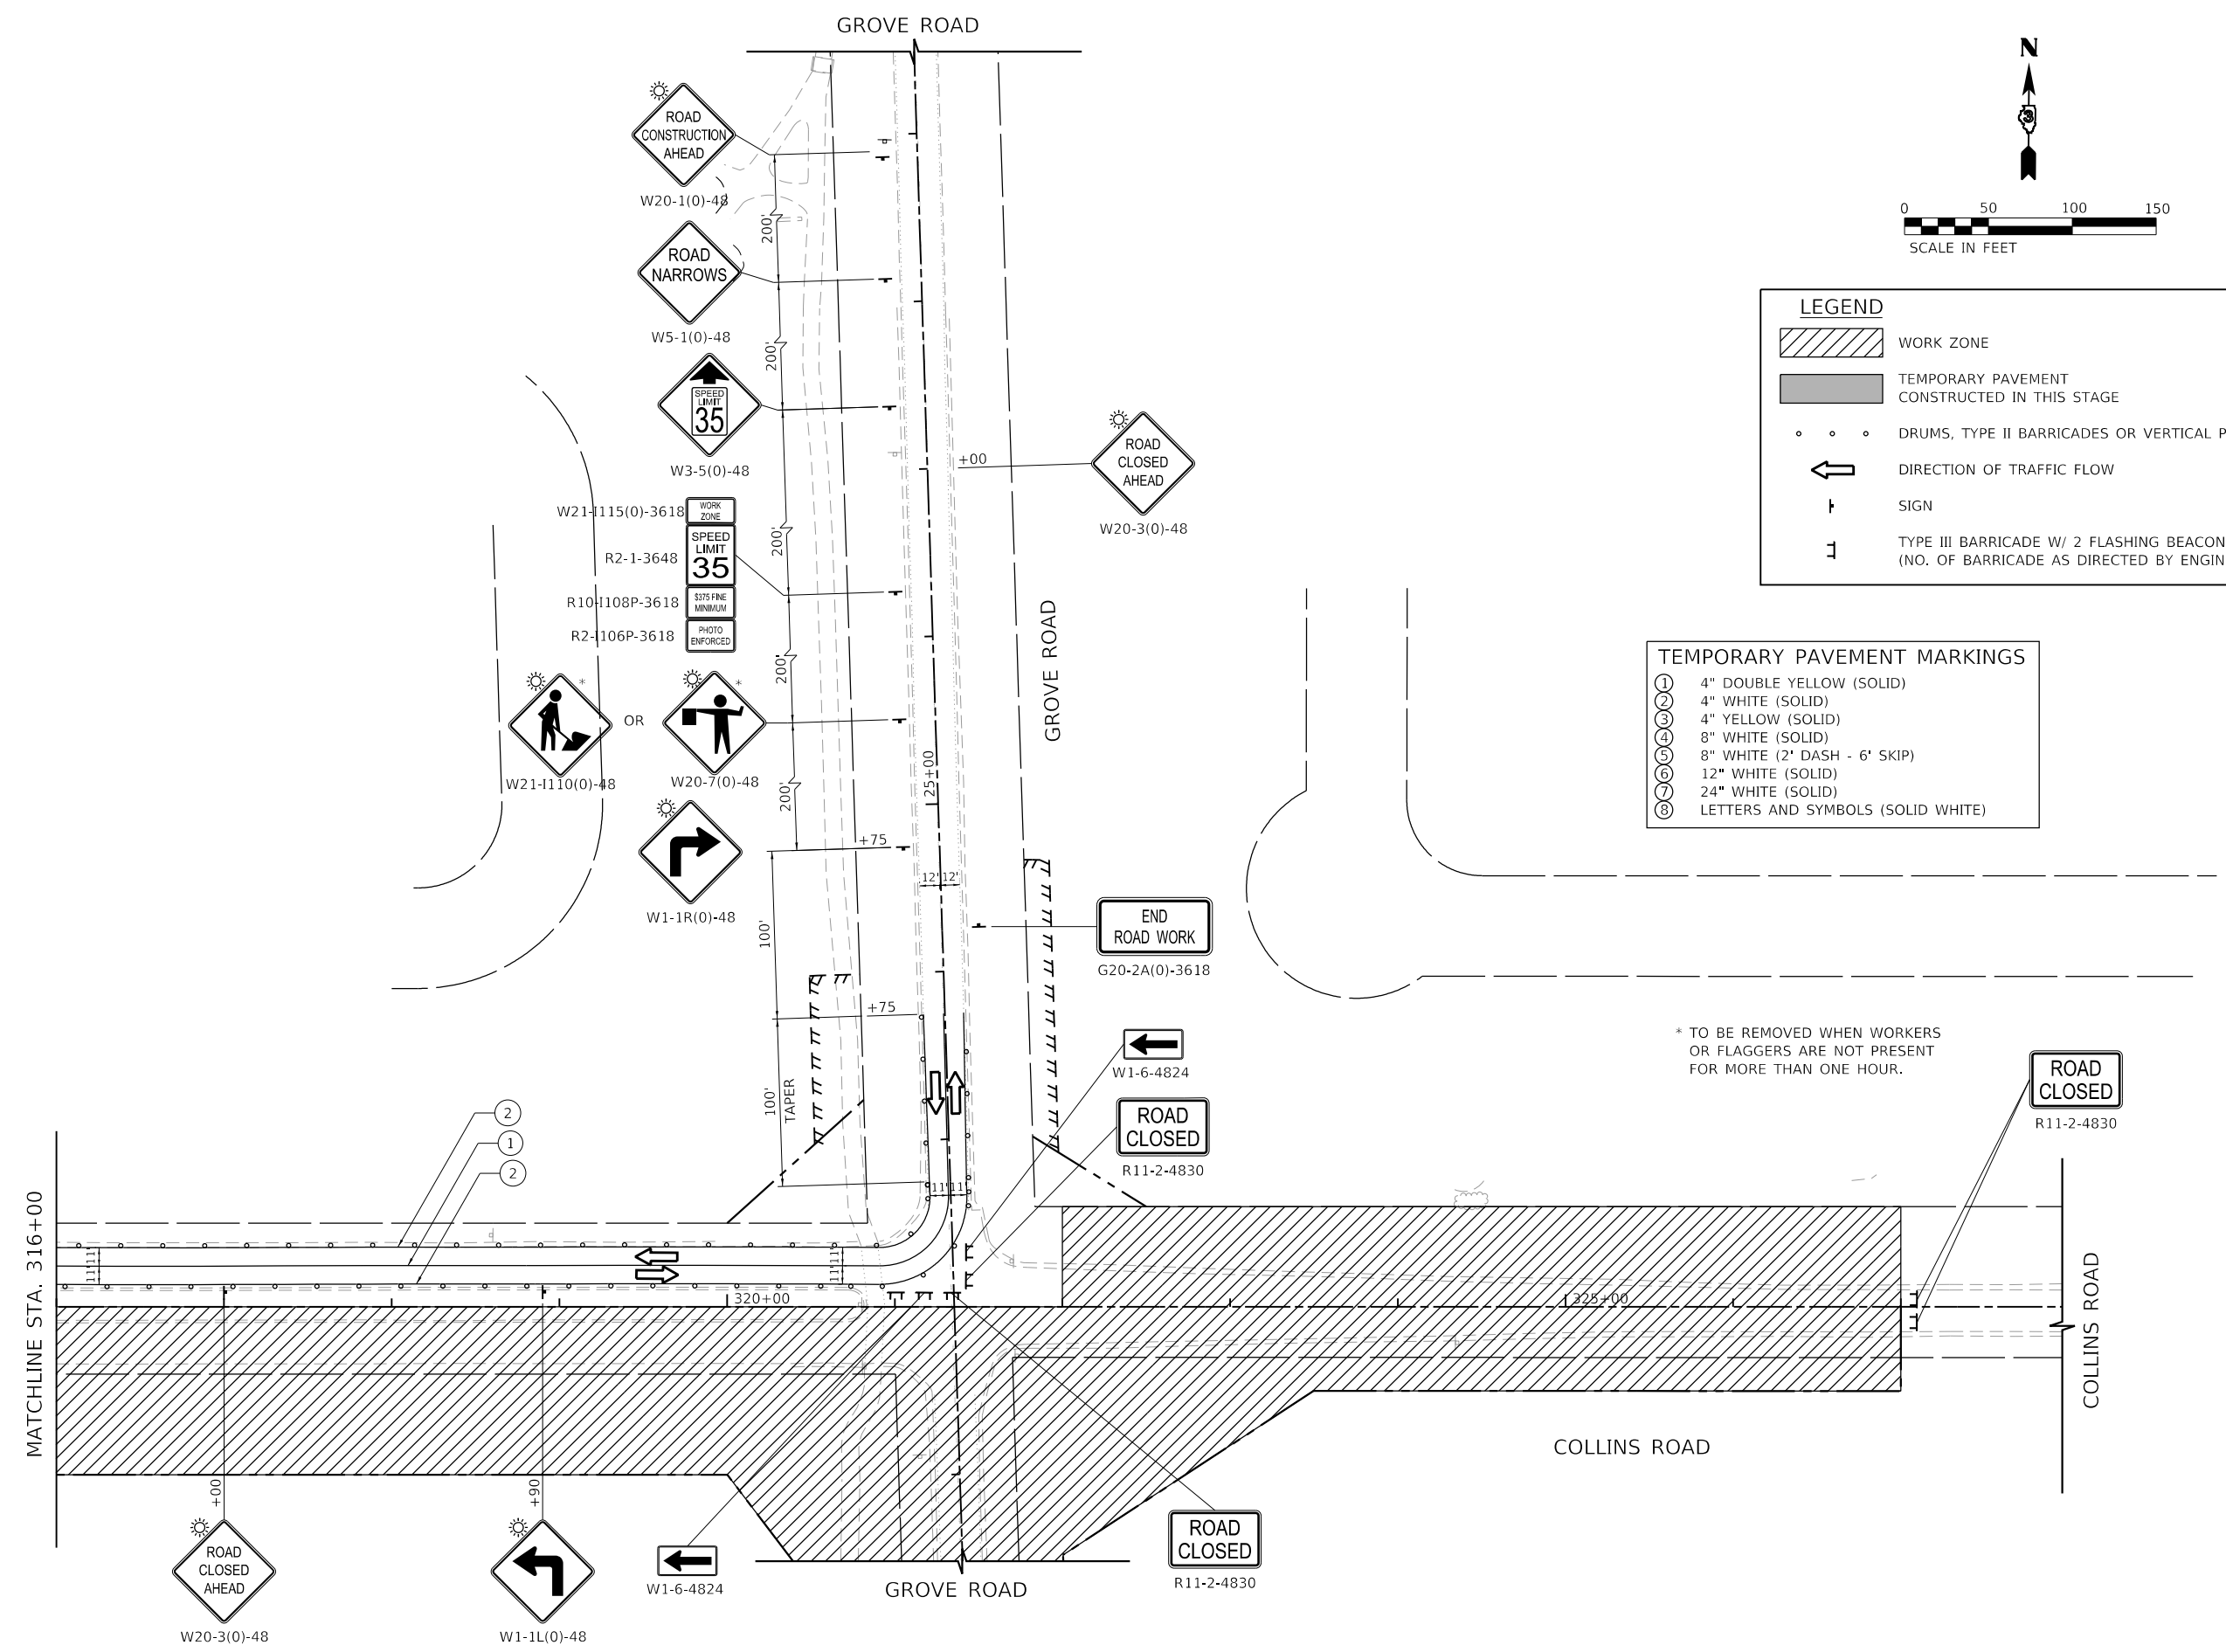 GROVE ROAD
N
3
0 50 100 150
SCALE IN FEET
ROAD
CONSTRUCTION
AHEAD
W20-1(0)-48
200'
ROAD
NARROWS
W5-1(0)-48
200'
SPEED
LIMIT
35
W3-5(0)-48
200'
W21-I115(0)-3618
WORK
ZONE
R2-1-3648
SPEED
LIMIT
35
R10-I108P-3618
$375 FINE
MINIMUM
R2-I106P-3618
PHOTO
ENFORCED
200'
*
OR
*
W21-I110(0)-48
W20-7(0)-48
200'
W1-1R(0)-48
+75
100'
+75
100'
TAPER
12' 12'
25+00
+00
ROAD
CLOSED
AHEAD
W20-3(0)-48
GROVE ROAD
END
ROAD WORK
G20-2A(0)-3618
W1-6-4824
ROAD
CLOSED
R11-2-4830
11' 11'
LEGEND
WORK ZONE
TEMPORARY PAVEMENT
CONSTRUCTED IN THIS STAGE
DRUMS, TYPE II BARRICADES OR VERTICAL P
DIRECTION OF TRAFFIC FLOW
SIGN
TYPE III BARRICADE W/ 2 FLASHING BEACON
(NO. OF BARRICADE AS DIRECTED BY ENGIN
TEMPORARY PAVEMENT MARKINGS
1 4" DOUBLE YELLOW (SOLID)
2 4" WHITE (SOLID)
3 4" YELLOW (SOLID)
4 8" WHITE (SOLID)
5 8" WHITE (2' DASH - 6' SKIP)
6 12" WHITE (SOLID)
7 24" WHITE (SOLID)
8 LETTERS AND SYMBOLS (SOLID WHITE)
* TO BE REMOVED WHEN WORKERS
OR FLAGGERS ARE NOT PRESENT
FOR MORE THAN ONE HOUR.
ROAD
CLOSED
R11-2-4830
2
1
2
MATCHLINE STA. 316+00
11' 11'
11' 11'
320+00
325+00
COLLINS ROAD
COLLINS ROAD
+00
ROAD
CLOSED
AHEAD
W20-3(0)-48
+90
W1-1L(0)-48
W1-6-4824
GROVE ROAD
ROAD
CLOSED
R11-2-4830